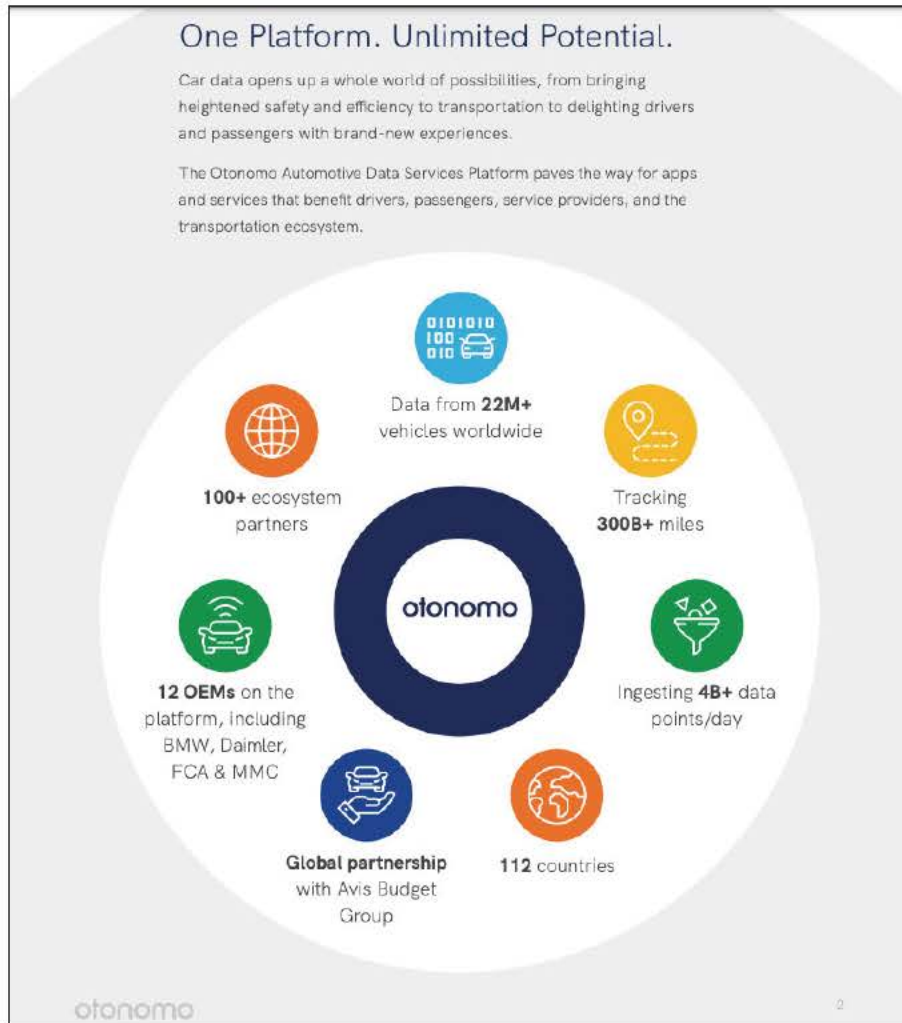 One Platform. Unlimited Potential.
Car data opens up a whole world of possibilities, from bringing
heightened safety and efficiency to transportation to delighting drivers
and passengers with brand-new experiences.
The Otonomo Automotive Data Services Platform paves the way for apps
and services that benefit drivers, passengers, service providers, and the
transportation ecosystem.
0101010
100
010
Data from 22M+
vehicles worldwide
100+ ecosystem
partners
Tracking
300B+ miles
otonomo
12 OEMs on the
platform, including
BMW, Daimler,
FCA & MMC
Ingesting 4B+ data
points/day
Global partnership
with Avis Budget
Group
112 countries
otonomo
2